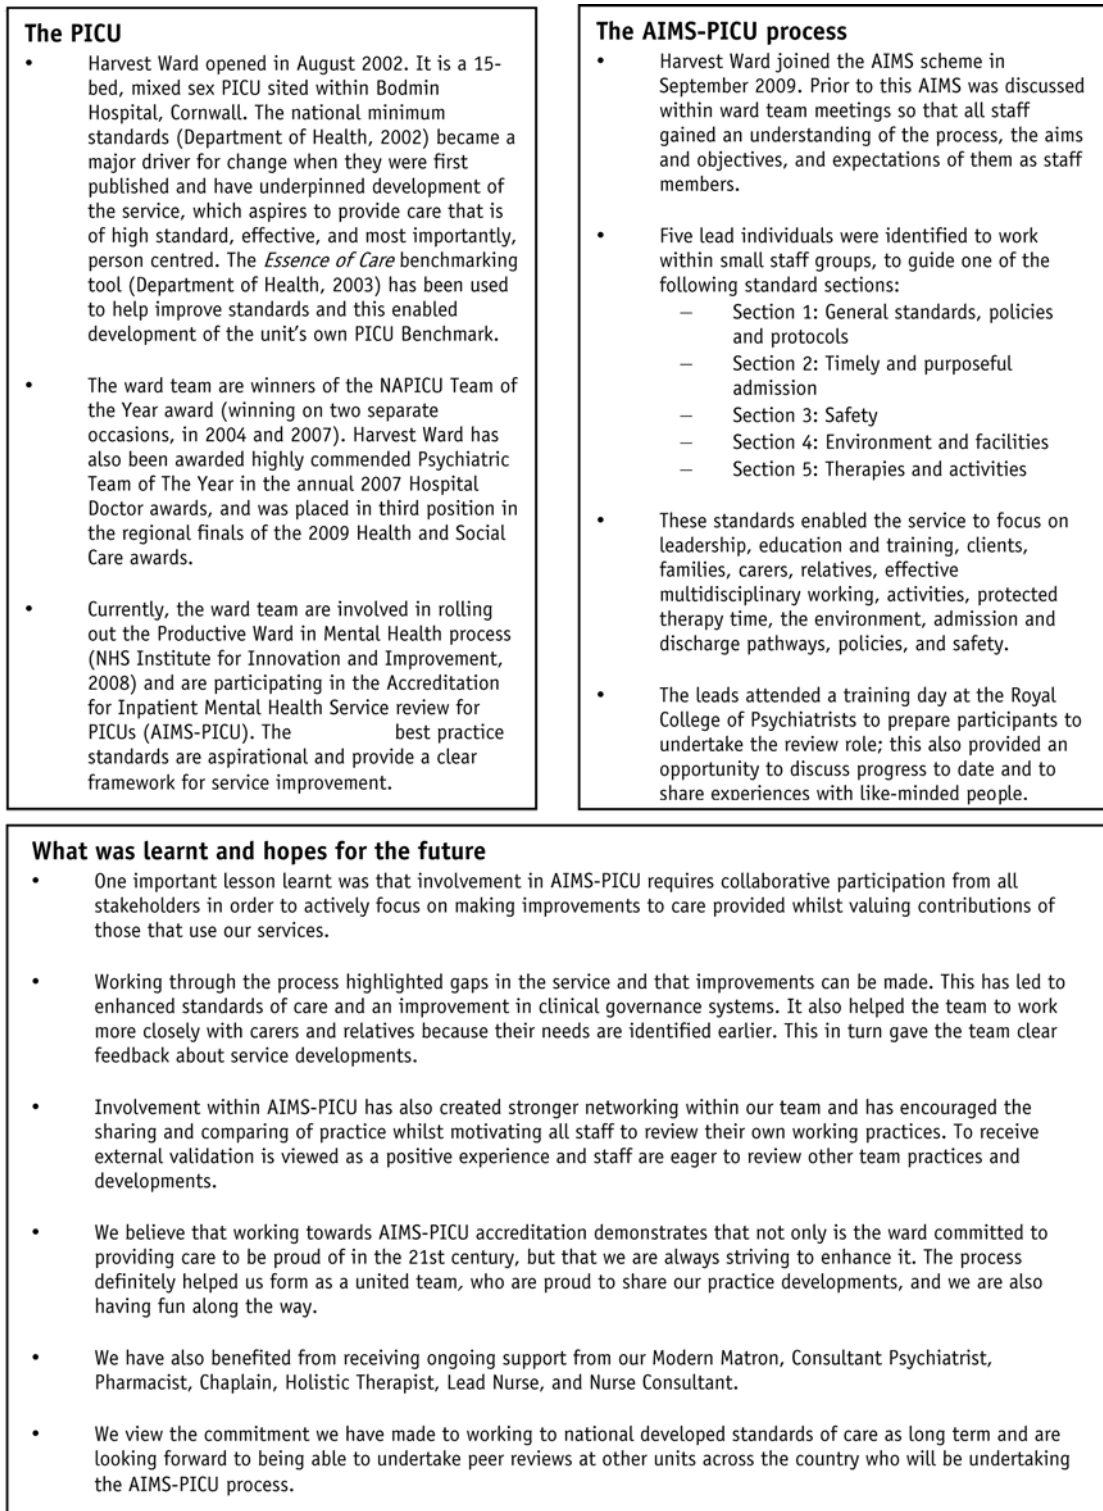 The PICU
• Harvest Ward opened in August 2002. It is a 15-
bed, mixed sex PICU sited within Bodmin
Hospital, Cornwall. The national minimum
standards (Department of Health, 2002) became a
major driver for change when they were first
published and have underpinned development of
the service, which aspires to provide care that is
of high standard, effective, and most importantly,
person centred. The Essence of Care benchmarking
tool (Department of Health, 2003) has been used
to help improve standards and this enabled
development of the unit's own PICU Benchmark.
• The ward team are winners of the NAPICU Team of
the Year award (winning on two separate
occasions, in 2004 and 2007). Harvest Ward has
also been awarded highly commended Psychiatric
Team of The Year in the annual 2007 Hospital
Doctor awards, and was placed in third position in
the regional finals of the 2009 Health and Social
Care awards.
• Currently, the ward team are involved in rolling
out the Productive Ward in Mental Health process
(NHS Institute for Innovation and Improvement,
2008) and are participating in the Accreditation
for Inpatient Mental Health Service review for
PICUs (AIMS-PICU). The best practice
standards are aspirational and provide a clear
framework for service improvement.
The AIMS-PICU process
• Harvest Ward joined the AIMS scheme in
September 2009. Prior to this AIMS was discussed
within ward team meetings so that all staff
gained an understanding of the process, the aims
and objectives, and expectations of them as staff
members.
• Five lead individuals were identified to work
within small staff groups, to guide one of the
following standard sections:
– Section 1: General standards, policies
and protocols
– Section 2: Timely and purposeful
admission
– Section 3: Safety
– Section 4: Environment and facilities
– Section 5: Therapies and activities
• These standards enabled the service to focus on
leadership, education and training, clients,
families, carers, relatives, effective
multidisciplinary working, activities, protected
therapy time, the environment, admission and
discharge pathways, policies, and safety.
• The leads attended a training day at the Royal
College of Psychiatrists to prepare participants to
undertake the review role; this also provided an
opportunity to discuss progress to date and to
share experiences with like-minded people.
What was learnt and hopes for the future
• One important lesson learnt was that involvement in AIMS-PICU requires collaborative participation from all
stakeholders in order to actively focus on making improvements to care provided whilst valuing contributions of
those that use our services.
• Working through the process highlighted gaps in the service and that improvements can be made. This has led to
enhanced standards of care and an improvement in clinical governance systems. It also helped the team to work
more closely with carers and relatives because their needs are identified earlier. This in turn gave the team clear
feedback about service developments.
• Involvement within AIMS-PICU has also created stronger networking within our team and has encouraged the
sharing and comparing of practice whilst motivating all staff to review their own working practices. To receive
external validation is viewed as a positive experience and staff are eager to review other team practices and
developments.
• We believe that working towards AIMS-PICU accreditation demonstrates that not only is the ward committed to
providing care to be proud of in the 21st century, but that we are always striving to enhance it. The process
definitely helped us form as a united team, who are proud to share our practice developments, and we are also
having fun along the way.
• We have also benefited from receiving ongoing support from our Modern Matron, Consultant Psychiatrist,
Pharmacist, Chaplain, Holistic Therapist, Lead Nurse, and Nurse Consultant.
• We view the commitment we have made to working to national developed standards of care as long term and are
looking forward to being able to undertake peer reviews at other units across the country who will be undertaking
the AIMS-PICU process.